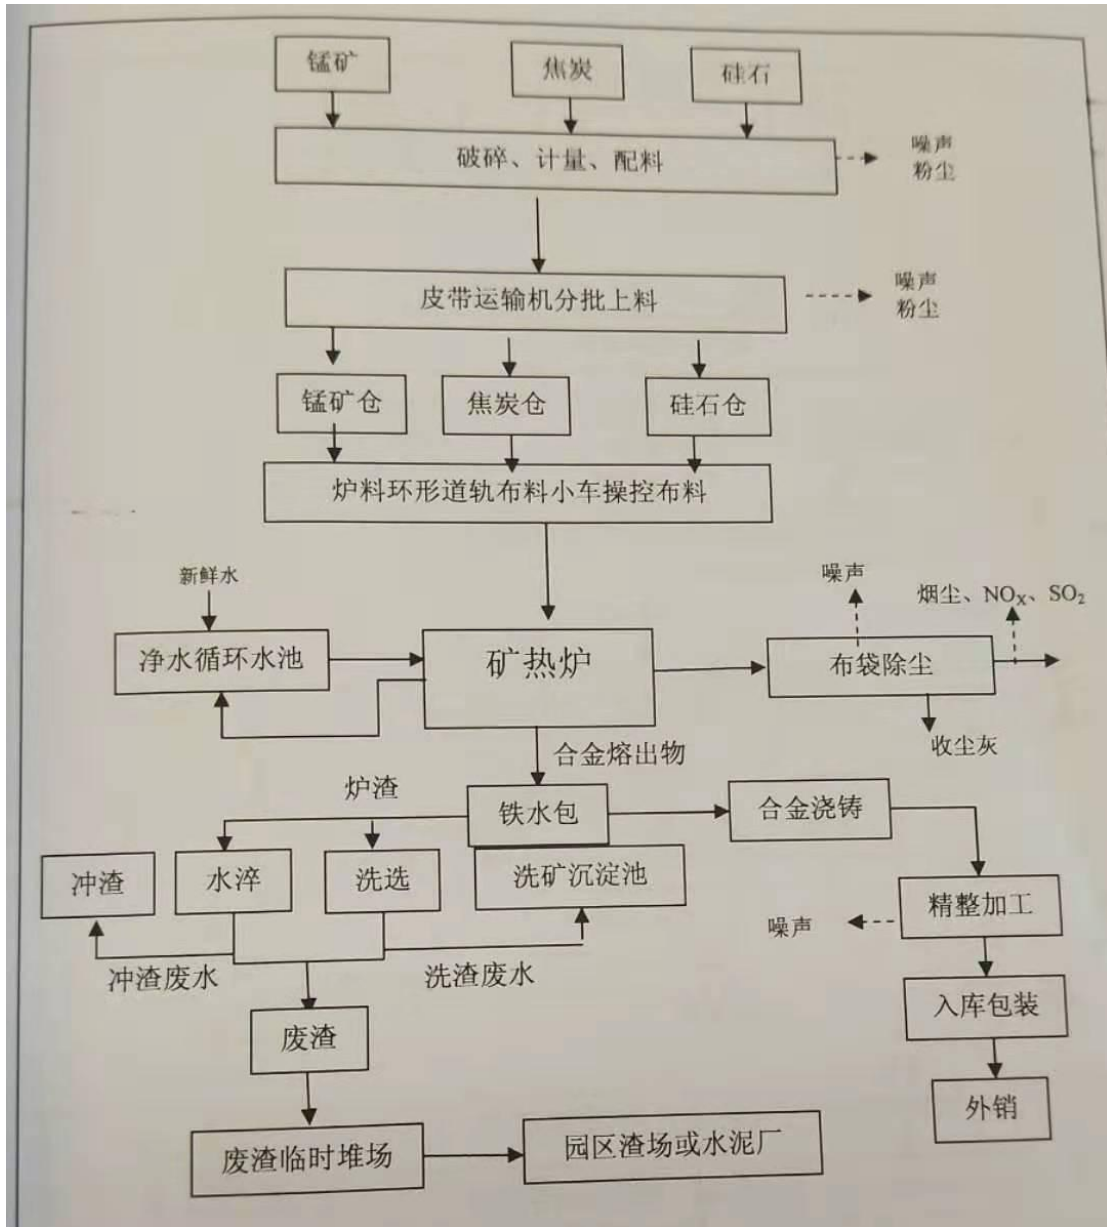 锰矿
焦炭
硅石
破碎、计量、配料
噪声
粉尘
皮带运输机分批上料
噪声
粉尘
锰矿仓
焦炭仓
硅石仓
炉料环形道轨布料小车操控布料
新鲜水
噪声
烟尘、NOX、SO2
净水循环水池
矿热炉
布袋除尘
收尘灰
合金熔出物
炉渣
铁水包
合金浇铸
冲渣
水淬
洗选
洗矿沉淀池
精整加工
噪声
冲渣废水
洗渣废水
入库包装
废渣
外销
废渣临时堆场
园区渣场或水泥厂